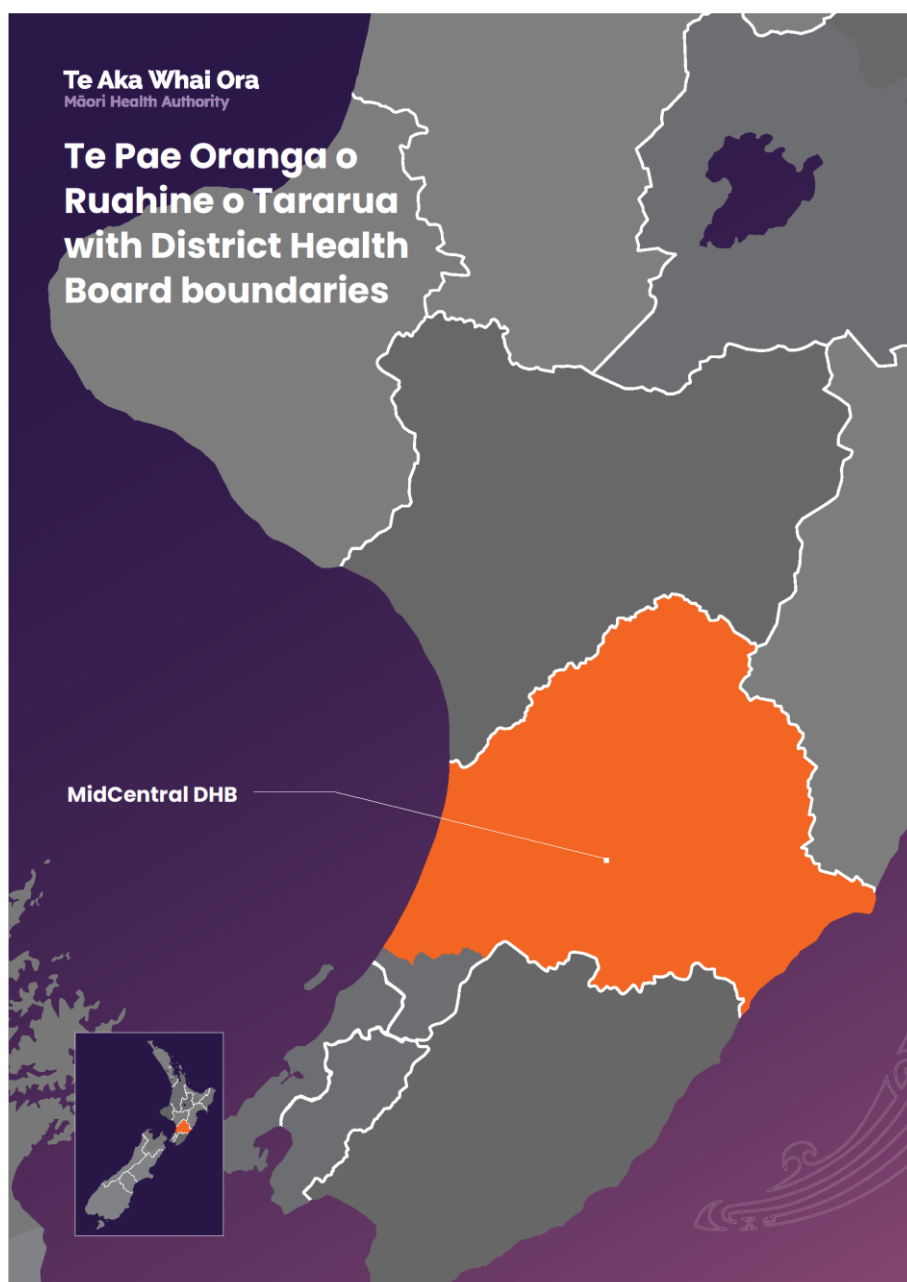 Te Aka Whai Ora
Māori Health Authority
Te Pae Oranga o
Ruahine o Tararua
with District Health
Board boundaries
MidCentral DHB